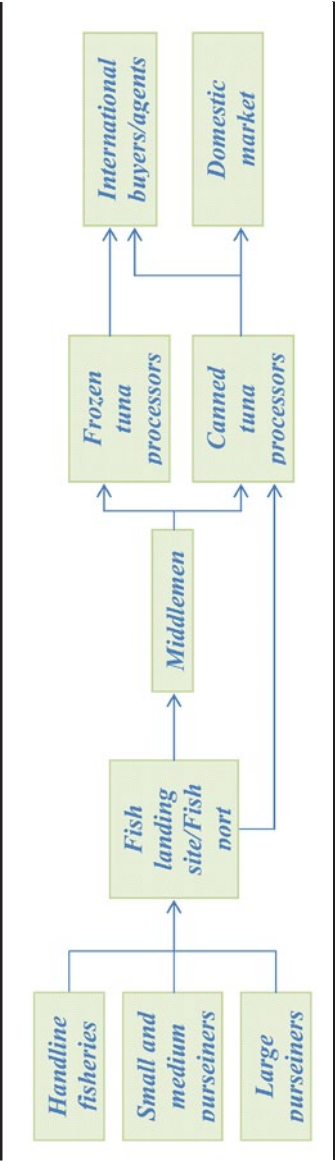 Handline
fisheries
Small and
medium
purseiners
Large
purseiners
Fish
landing
site/Fish
port
Middlemen
Frozen
tuna
processors
Canned
tuna
processors
International
buyers/agents
Domestic
market